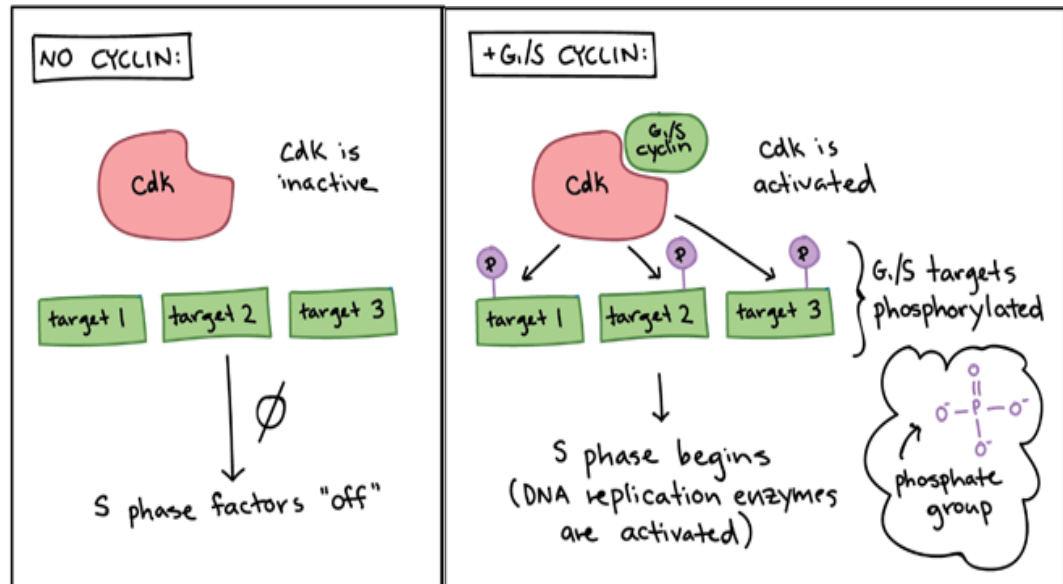 NO CYCLIN:
Cdk
Cdk is
inactive
target 1
target 2
target 3
Ø
S phase factors "off"
+ G₁/S CYCLIN:
G₁/S
cyclin
Cdk
Cdk is
activated
P
P
P
target 1
target 2
target 3
G₁/S targets
phosphorylated
S phase begins
(DNA replication enzymes
are activated)
O
O⁻ P O⁻
O⁻
phosphate
group